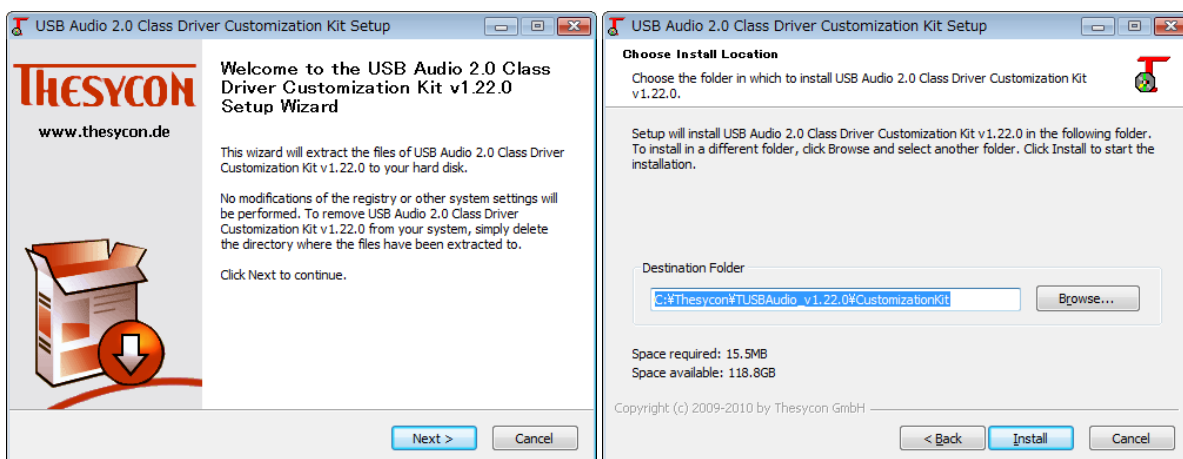 USB Audio 2.0 Class Driver Customization Kit Setup
THESYCON
www.thesycon.de
Welcome to the USB Audio 2.0 Class
Driver Customization Kit v1.22.0
Setup Wizard
This wizard will extract the files of USB Audio 2.0 Class Driver
Customization Kit v1.22.0 to your hard disk.
No modifications of the registry or other system settings will
be performed. To remove USB Audio 2.0 Class Driver
Customization Kit v1.22.0 from your system, simply delete
the directory where the files have been extracted to.
Click Next to continue.
Next >
Cancel
USB Audio 2.0 Class Driver Customization Kit Setup
Choose Install Location
Choose the folder in which to install USB Audio 2.0 Class Driver Customization Kit
v1.22.0.
Setup will install USB Audio 2.0 Class Driver Customization Kit v1.22.0 in the following folder.
To install in a different folder, click Browse and select another folder. Click Install to start the
installation.
Destination Folder
C:¥Thesycon¥TUSBAudio_v1.22.0¥CustomizationKit
Browse...
Space required: 15.5MB
Space available: 118.8GB
Copyright (c) 2009-2010 by Thesycon GmbH
< Back
Install
Cancel